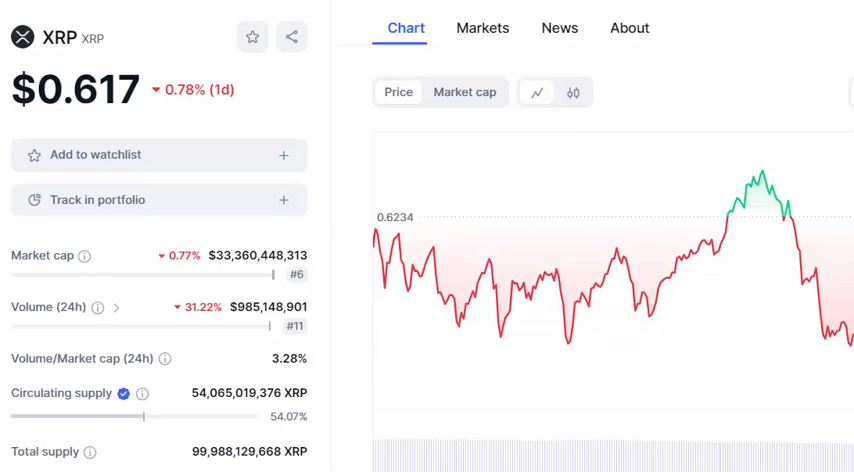 XRP XRP
$0.617 0.78% (1d)
Add to watchlist +
Track in portfolio +
Market cap 0.77% $33,360,448,313
#6
Volume (24h) 31.22% $985,148,901
#11
Volume/Market cap (24h) 3.28%
Circulating supply 54,065,019,376 XRP
54.07%
Total supply 99,988,129,668 XRP
Chart Markets News About
Price Market cap
0.6234